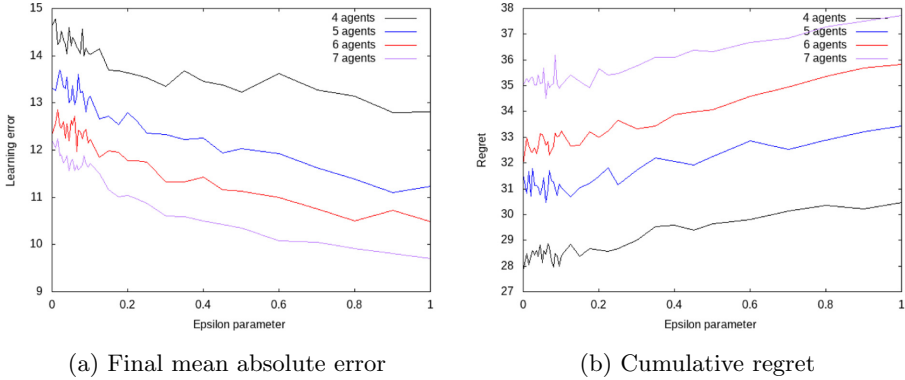 15
14
13
12
11
10
9
Learning error
4 agents
5 agents
6 agents
7 agents
0
0.2
0.4
0.6
0.8
1
Epsilon parameter
(a) Final mean absolute error
38
37
36
35
34
33
32
31
30
29
28
27
Regret
4 agents
5 agents
6 agents
7 agents
0
0.2
0.4
0.6
0.8
1
Epsilon parameter
(b) Cumulative regret